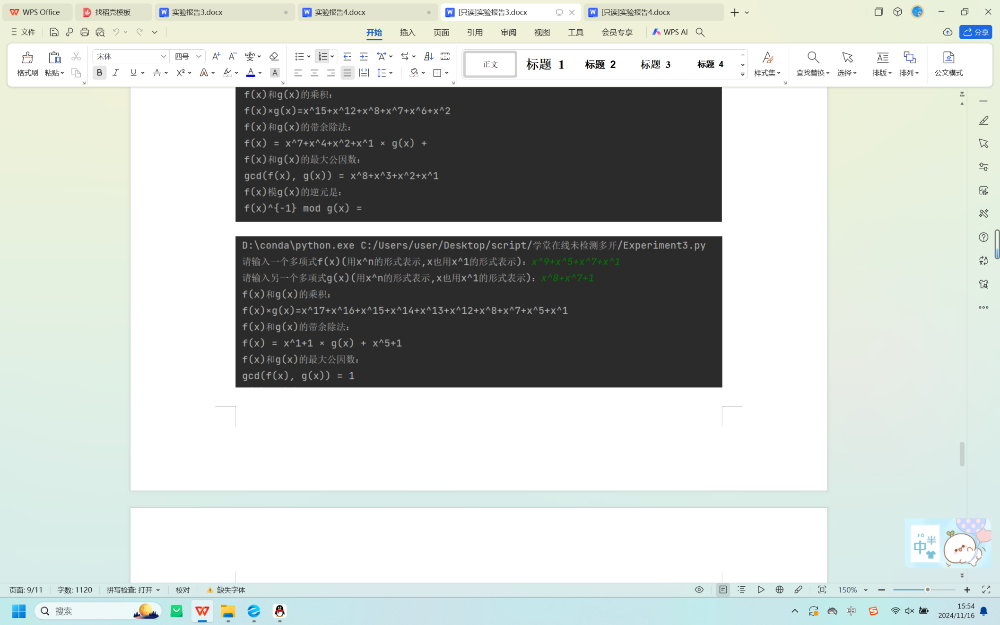 WPS Office
找稻壳模板
实验报告3.docx
实验报告4.docx
[只读]实验报告3.docx
[只读]实验报告4.docx
文件
开始
插入
页面
引用
审阅
视图
工具
会员专享
WPS AI
分享
格式刷
粘贴
宋体
四号
正文
标题 1
标题 2
标题 3
标题 4
样式集
查找替换
选择
排版
排列
公文模式
f(x)和g(x)的乘积:
f(x)×g(x)=x^15+x^12+x^8+x^7+x^6+x^2
f(x)和g(x)的带余除法:
f(x) = x^7+x^4+x^2+x^1 × g(x) +
f(x)和g(x)的最大公因数:
gcd(f(x), g(x)) = x^8+x^3+x^2+x^1
f(x)模g(x)的逆元是:
f(x)^{-1} mod g(x) =
D:\conda\python.exe C:/Users/user/Desktop/script/学堂在线未检测多开/Experiment3.py
请输入一个多项式f(x)(用x^n的形式表示,x也用x^1的形式表示): x^9+x^5+x^7+x^1
请输入另一个多项式g(x)(用x^n的形式表示,x也用x^1的形式表示): x^8+x^7+1
f(x)和g(x)的乘积:
f(x)×g(x)=x^17+x^16+x^15+x^14+x^13+x^12+x^8+x^7+x^5+x^1
f(x)和g(x)的带余除法:
f(x) = x^1+1 × g(x) + x^5+1
f(x)和g(x)的最大公因数:
gcd(f(x), g(x)) = 1
中
半
页面: 9/11
字数: 1120
拼写检查: 打开
校对
缺失字体
150%
搜索
中
15:54
2024/11/16